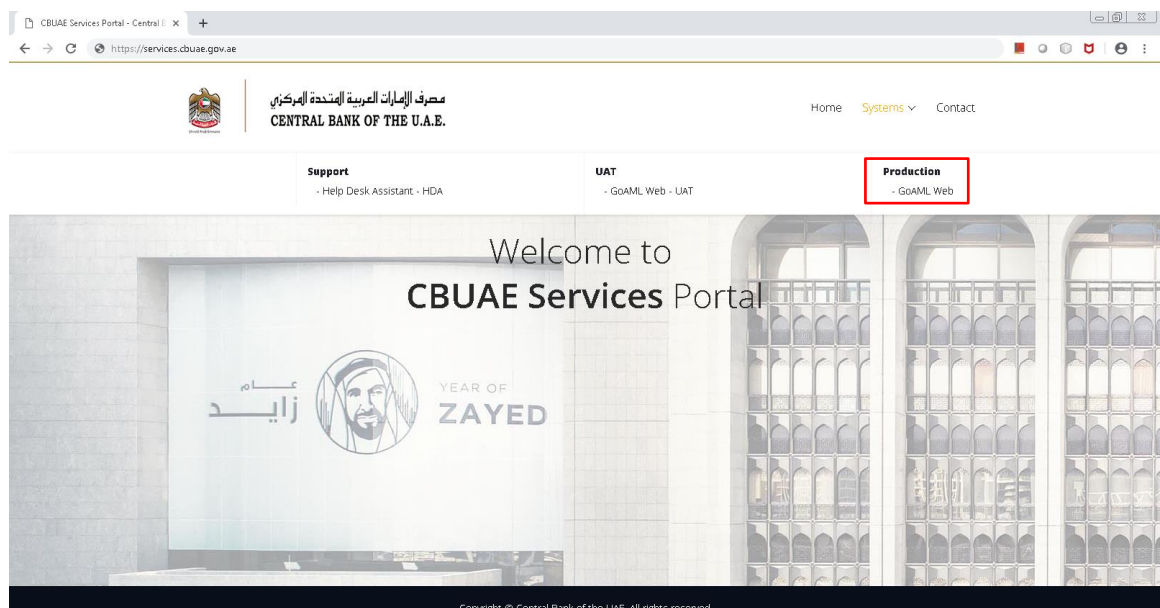 CBUAE Services Portal - Central
https://services.cbuae.gov.ae
مصرف الإمارات العربية المتحدة المركزي
CENTRAL BANK OF THE U.A.E.
Home Systems Contact
Support
- Help Desk Assistant - HDA
UAT
- GoAML Web - UAT
Production
- GoAML Web
Welcome to
CBUAE Services Portal
عام
زايد
YEAR OF
ZAYED
Copyright © Central Bank of the UAE. All rights reserved